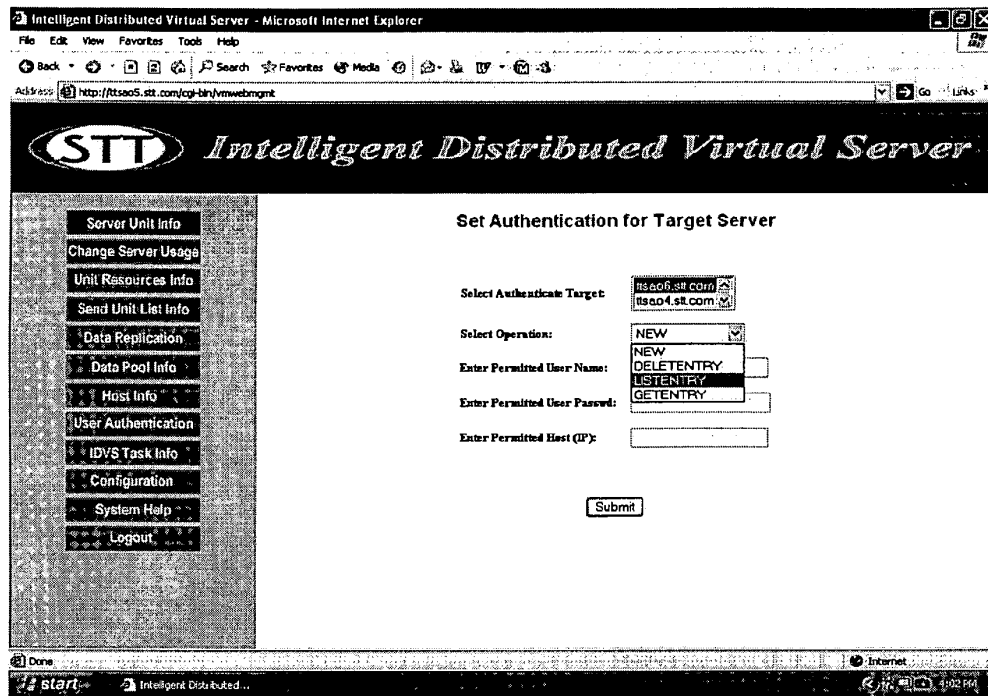 Intelligent Distributed Virtual Server - Microsoft Internet Explorer
File Edit View Favorites Tools Help
Back Search Favorites Media
Address http://ttsao5.stt.com/cgi-bin/vmwebmgmt Go Links
STT Intelligent Distributed Virtual Server
Server Unit Info
Change Server Usage
Unit Resources Info
Send Unit List Info
Data Replication
Data Pool Info
Host Info
User Authentication
IDVS Task Info
Configuration
System Help
Logout
Set Authentication for Target Server
Select Authenticate Target: ttsao6.stt.com
ttsao4.stt.com
Select Operation: NEW
NEW
DELETENTRY
LISTENTRY
GETENTRY
Enter Permitted User Name:
Enter Permitted User Passwd:
Enter Permitted Host (IP):
Submit
Done Internet
start Intelligent Distributed... 4:02 PM